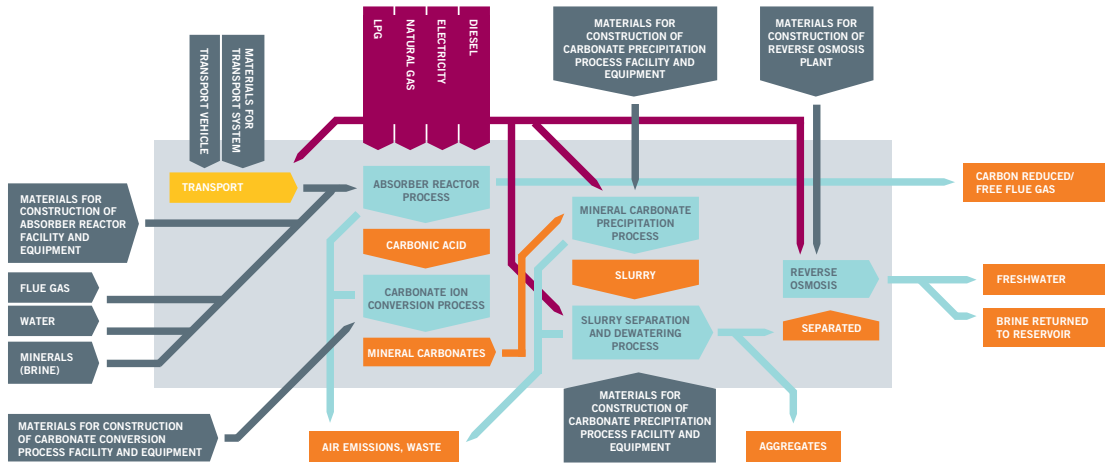 LPG
NATURAL GAS
ELECTRICITY
DIESEL
MATERIALS FOR
CONSTRUCTION OF
CARBONATE PRECIPITATION
PROCESS FACILITY AND
EQUIPMENT
MATERIALS FOR
CONSTRUCTION OF
REVERSE OSMOSIS
PLANT
TRANSPORT VEHICLE
MATERIALS FOR
TRANSPORT SYSTEM
TRANSPORT
ABSORBER REACTOR
PROCESS
CARBON REDUCED/
FREE FLUE GAS
MATERIALS FOR
CONSTRUCTION OF
ABSORBER REACTOR
FACILITY AND
EQUIPMENT
MINERAL CARBONATE
PRECIPITATION
PROCESS
CARBONIC ACID
SLURRY
REVERSE
OSMOSIS
FRESHWATER
FLUE GAS
CARBONATE ION
CONVERSION PROCESS
WATER
SLURRY SEPARATION
AND DEWATERING
PROCESS
SEPARATED
BRINE RETURNED
TO RESERVOIR
MINERALS
(BRINE)
MINERAL CARBONATES
MATERIALS FOR CONSTRUCTION
OF CARBONATE CONVERSION
PROCESS FACILITY AND EQUIPMENT
AIR EMISSIONS, WASTE
MATERIALS FOR
CONSTRUCTION OF
CARBONATE PRECIPITATION
PROCESS FACILITY AND
EQUIPMENT
AGGREGATES